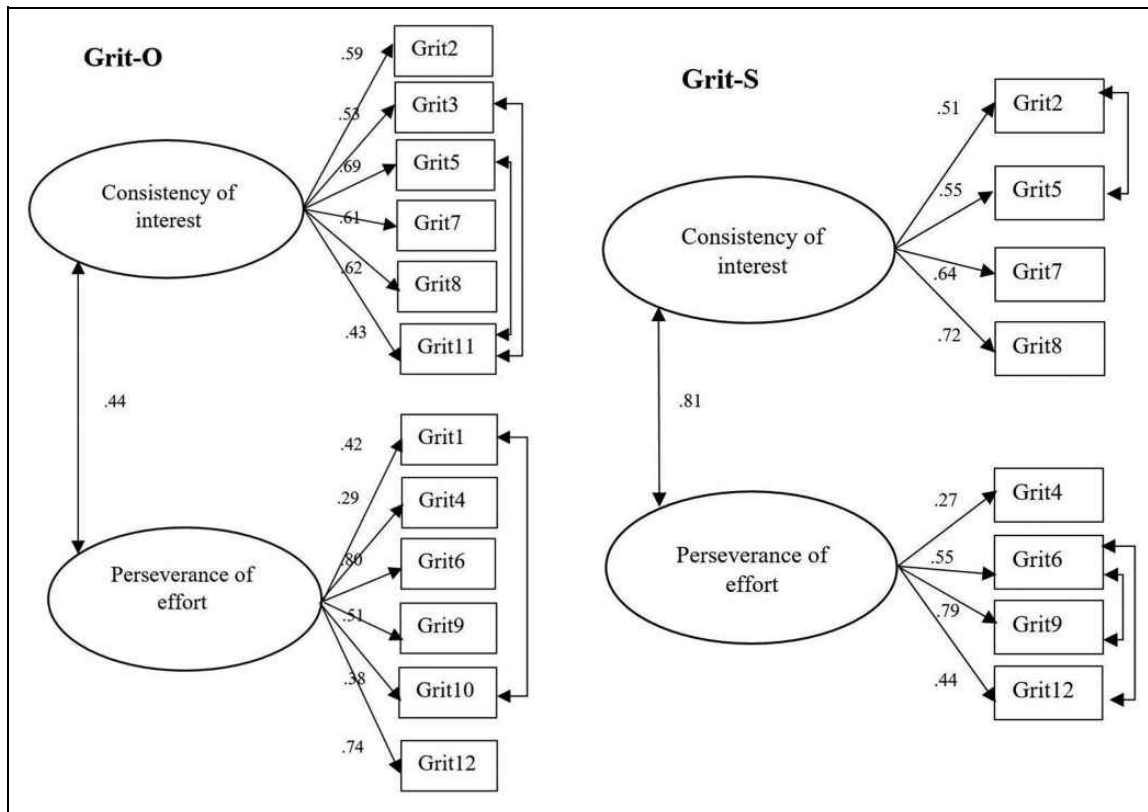 Grit-O
Consistency of
interest
.59
Grit2
.53
Grit3
.69
Grit5
.61
Grit7
.62
Grit8
.43
Grit11
.44
Perseverance of
effort
.42
Grit1
.29
Grit4
.80
Grit6
.51
Grit9
.38
Grit10
.74
Grit12
Grit-S
Consistency of
interest
.51
Grit2
.55
Grit5
.64
Grit7
.72
Grit8
.81
Perseverance of
effort
.27
Grit4
.55
Grit6
.79
Grit9
.44
Grit12